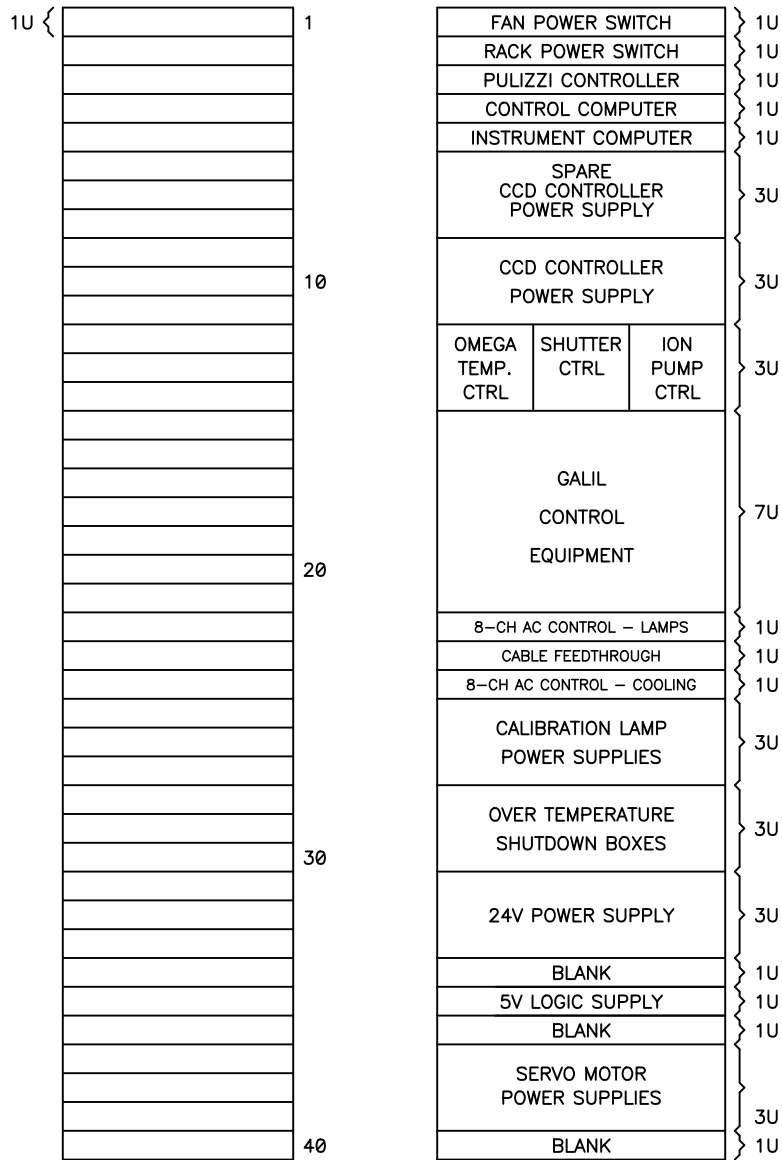 1U
1
10
20
30
40
FAN POWER SWITCH
1U
RACK POWER SWITCH
1U
PULIZZI CONTROLLER
1U
CONTROL COMPUTER
1U
INSTRUMENT COMPUTER
1U
SPARE
CCD CONTROLLER
POWER SUPPLY
3U
CCD CONTROLLER
POWER SUPPLY
3U
OMEGA
TEMP.
CTRL
SHUTTER
CTRL
ION
PUMP
CTRL
3U
GALIL
CONTROL
EQUIPMENT
7U
8-CH AC CONTROL - LAMPS
1U
CABLE FEEDTHROUGH
1U
8-CH AC CONTROL - COOLING
1U
CALIBRATION LAMP
POWER SUPPLIES
3U
OVER TEMPERATURE
SHUTDOWN BOXES
3U
24V POWER SUPPLY
3U
BLANK
1U
5V LOGIC SUPPLY
1U
BLANK
1U
SERVO MOTOR
POWER SUPPLIES
3U
BLANK
1U